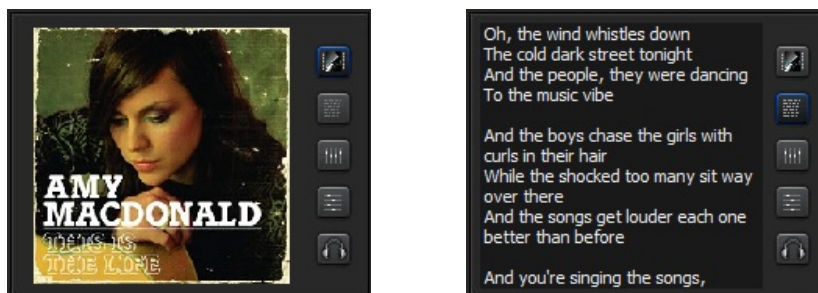 AMY
MACDONALD
THIS IS
THE LIFE
Oh, the wind whistles down
The cold dark street tonight
And the people, they were dancing
To the music vibe
And the boys chase the girls with
curls in their hair
While the shocked too many sit way
over there
And the songs get louder each one
better than before
And you're singing the songs,